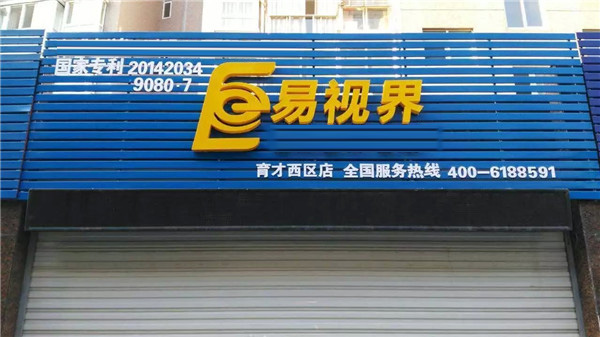 国家专利 20142034
9080·7
易视界
育才西区店 全国服务热线 400-6188591